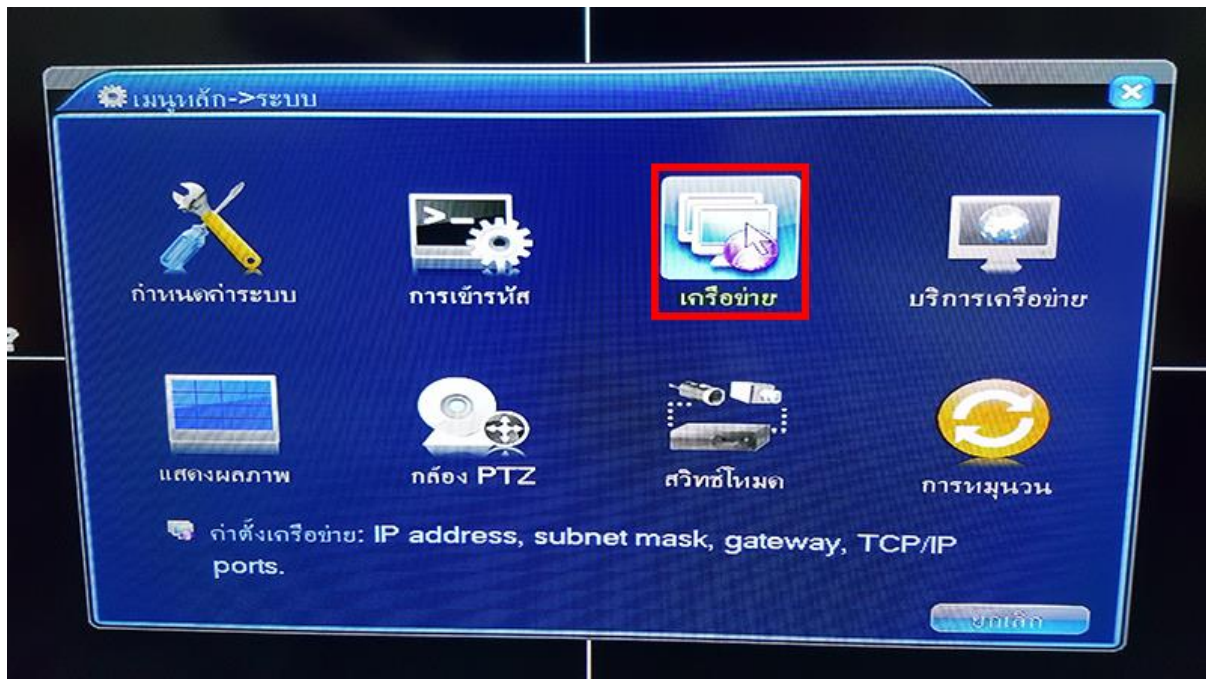 เมนูหลัก->ระบบ
กำหนดค่าระบบ
การเข้ารหัส
เครือข่าย
บริการเครือข่าย
แสดงผลภาพ
กล้อง PTZ
สวิทช์โหมด
การหมุนวน
ค่าตั้งเครือข่าย: IP address, subnet mask, gateway, TCP/IP
ports.
ยกเลิก